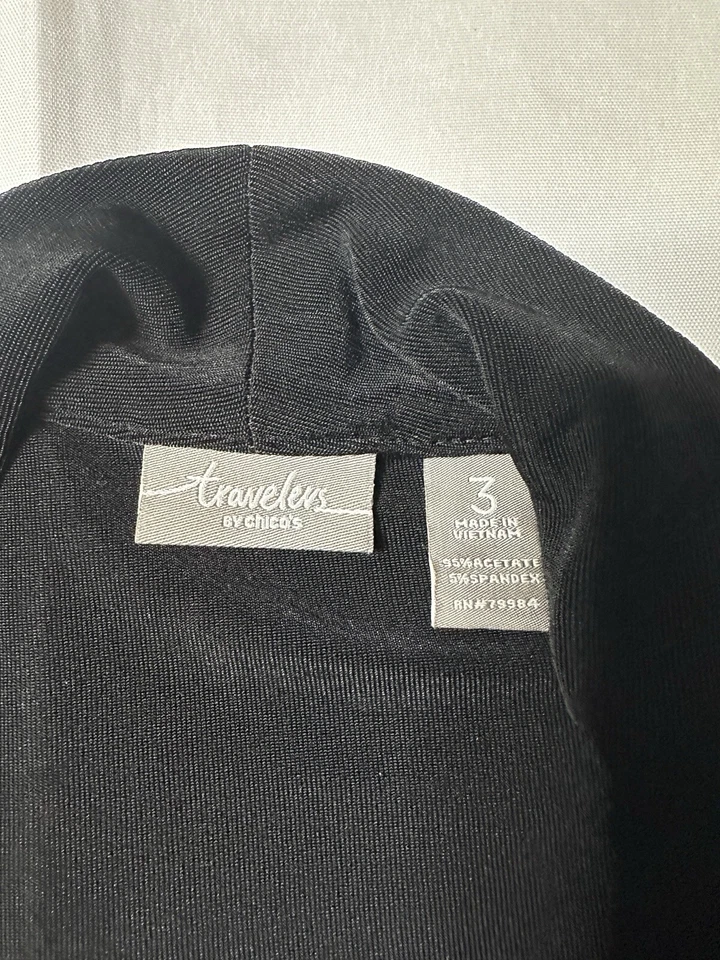 travelers
BY chico's
3
MADE IN
VIETNAM
95%ACETATE
5%SPANDEX
RN#79984